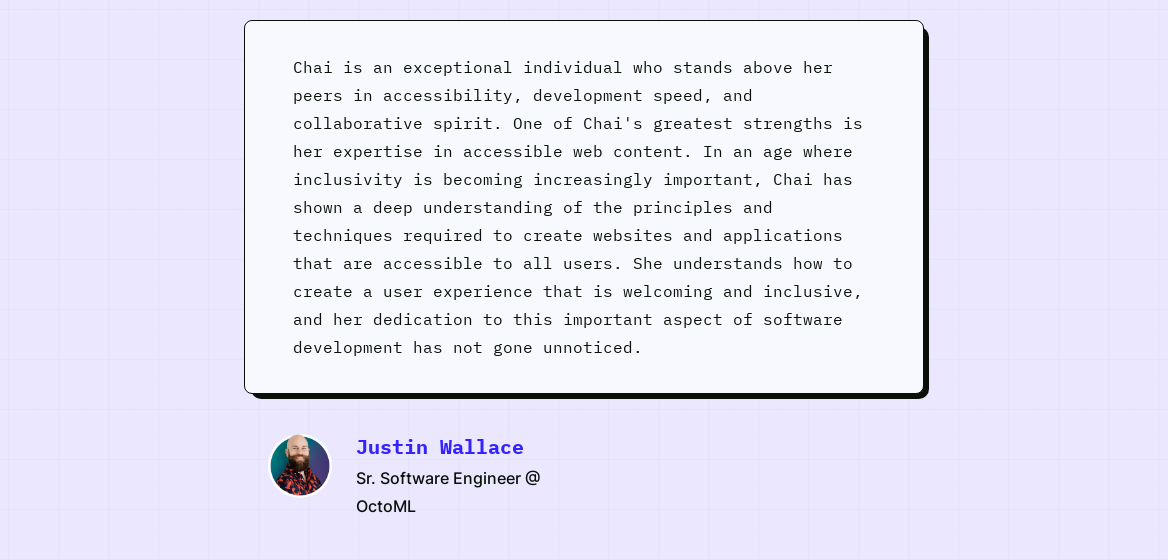 Chai is an exceptional individual who stands above her
peers in accessibility, development speed, and
collaborative spirit. One of Chai's greatest strengths is
her expertise in accessible web content. In an age where
inclusivity is becoming increasingly important, Chai has
shown a deep understanding of the principles and
techniques required to create websites and applications
that are accessible to all users. She understands how to
create a user experience that is welcoming and inclusive,
and her dedication to this important aspect of software
development has not gone unnoticed.
Justin Wallace
Sr. Software Engineer @
OctoML